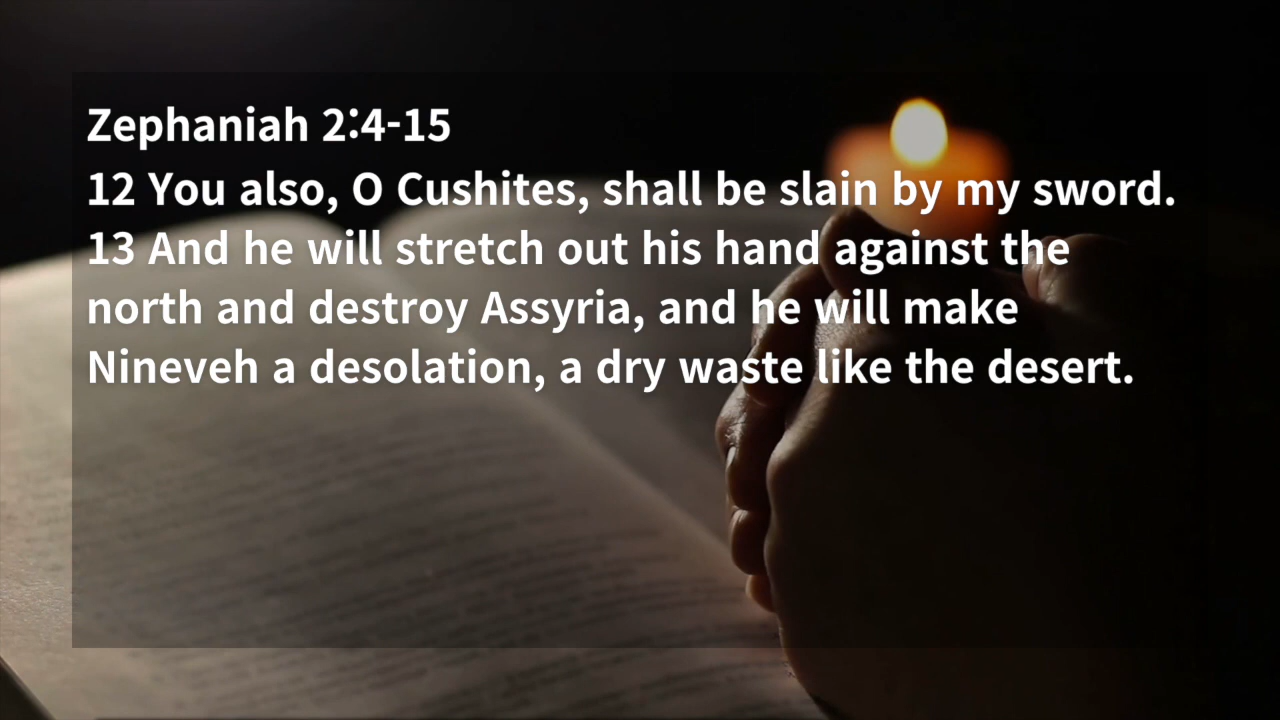 Zephaniah 2:4-15
12 You also, O Cushites, shall be slain by my sword.
13 And he will stretch out his hand against the
north and destroy Assyria, and he will make
Nineveh a desolation, a dry waste like the desert.